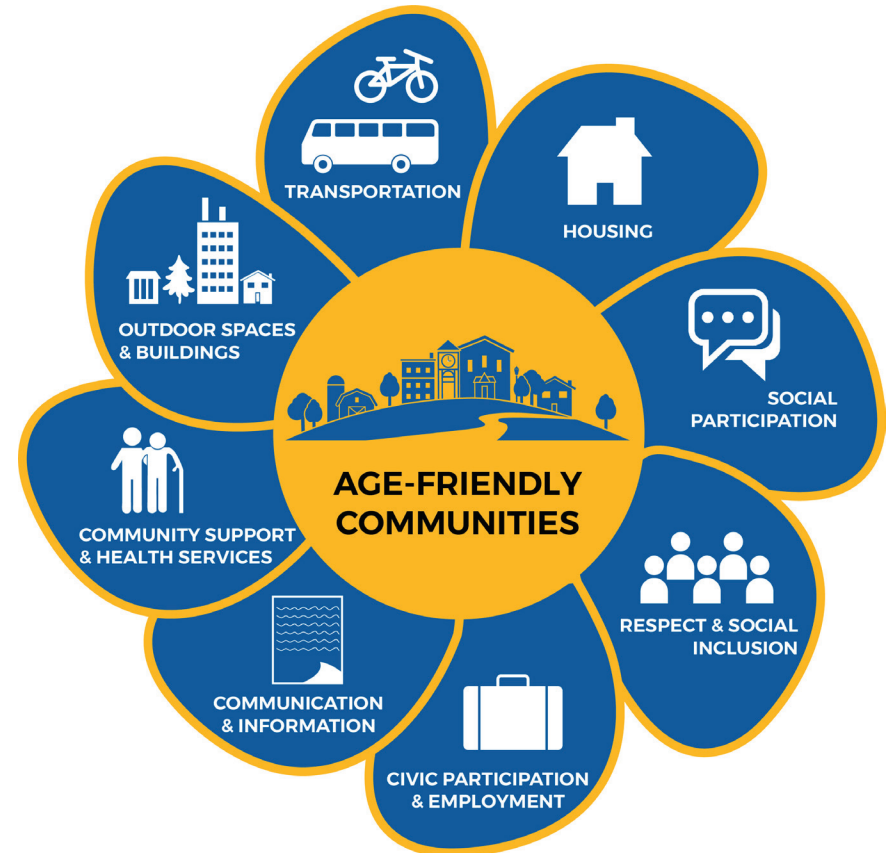 TRANSPORTATION
HOUSING
SOCIAL
PARTICIPATION
RESPECT & SOCIAL
INCLUSION
CIVIC PARTICIPATION
& EMPLOYMENT
COMMUNICATION
& INFORMATION
COMMUNITY SUPPORT
& HEALTH SERVICES
OUTDOOR SPACES
& BUILDINGS
AGE-FRIENDLY
COMMUNITIES